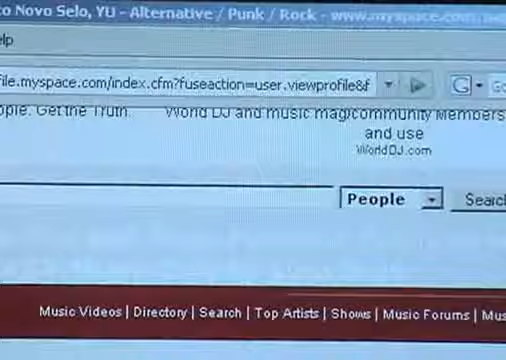 Novo Selo, YU - Alternative / Punk / Rock - www.myspace.com
elp
file.myspace.com/index.cfm?fuseaction=user.viewprofile&f
ople. Get the Truth. World DJ and music mag/community Members
and use
WorldDJ.com
People Search
Music Videos | Directory | Search | Top Artists | Shows | Music Forums | Mus